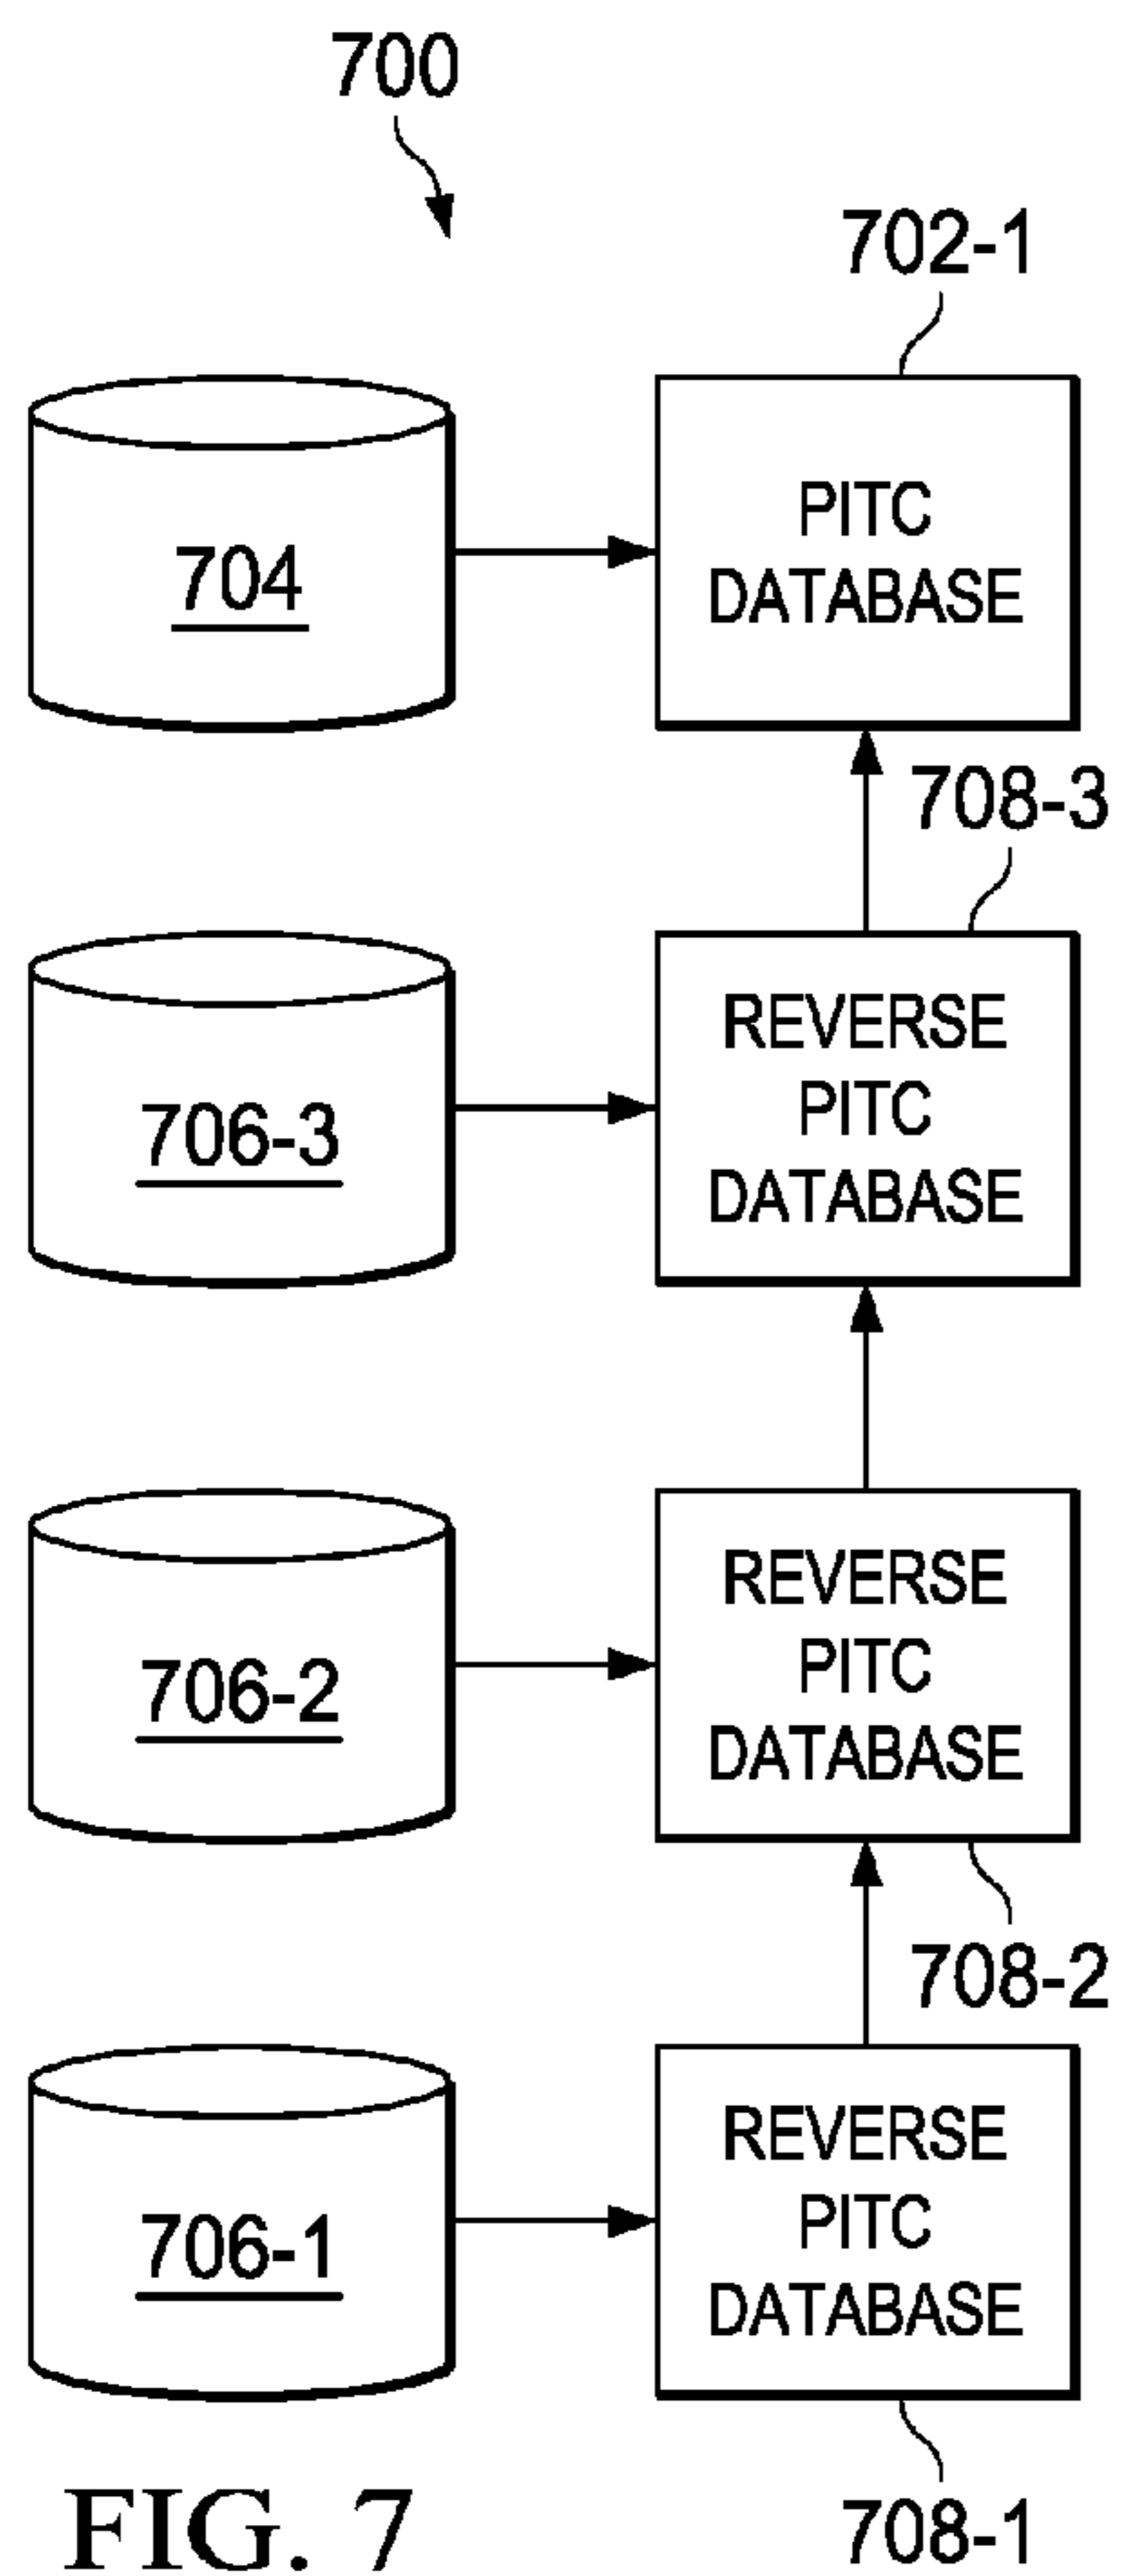 700
702-1
704
PITC
DATABASE
708-3
706-3
REVERSE
PITC
DATABASE
706-2
REVERSE
PITC
DATABASE
708-2
706-1
REVERSE
PITC
DATABASE
708-1
FIG. 7